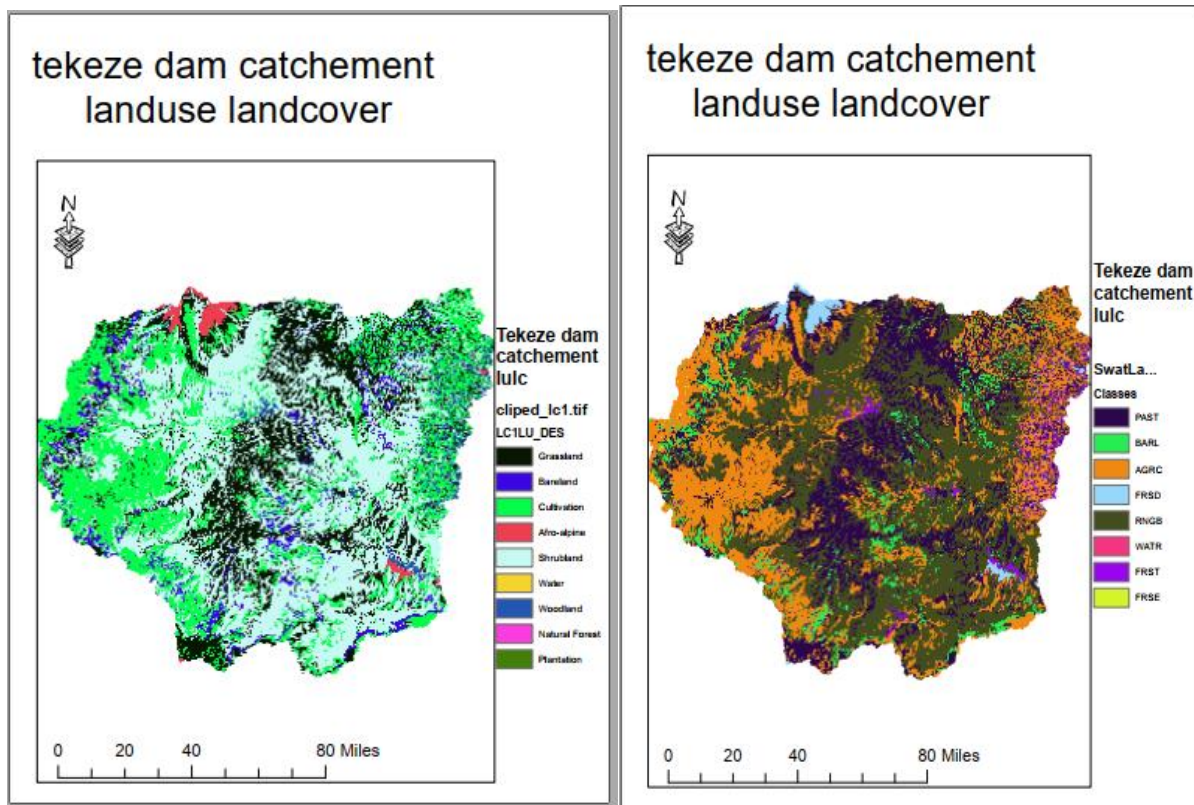 tekeze dam catchement
landuse landcover
N
Tekeze dam
catchement
lulc
cliped_lc1.tif
LC1LU_DES
Grassland
Bareland
Cultivation
Afro-alpine
Shrubland
Water
Woodland
Natural Forest
Plantation
0 20 40 80 Miles
tekeze dam catchement
landuse landcover
N
Tekeze dam
catchement
lulc
SwatLa...
Classes
PAST
BARL
AGRC
FRSD
RNGB
WATR
FRST
FRSE
0 20 40 80 Miles